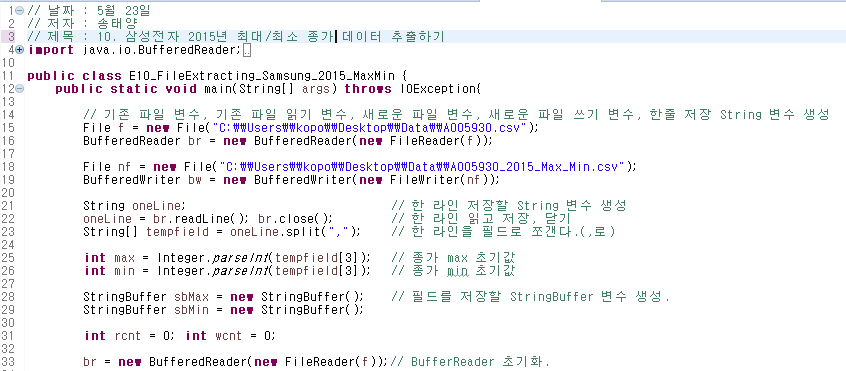 1 // 날짜 : 5월 23일
2 // 저자 : 송태양
3 // 제목 : 10. 삼성전자 2015년 최대/최소 종가 데이터 추출하기
4 import java.io.BufferedReader;
10
11 public class E10_FileExtracting_Samsung_2015_MaxMin {
12 public static void main(String[] args) throws IOException{
13
14 // 기존 파일 변수, 기존 파일 읽기 변수, 새로운 파일 변수, 새로운 파일 쓰기 변수, 한줄 저장 String 변수 생성
15 File f = new File("C:₩₩Users₩₩kopo₩₩Desktop₩₩Data₩₩A005930.csv");
16 BufferedReader br = new BufferedReader(new FileReader(f));
17
18 File nf = new File("C:₩₩Users₩₩kopo₩₩Desktop₩₩Data₩₩A005930_2015_Max_Min.csv");
19 BufferedWriter bw = new BufferedWriter(new FileWriter(nf));
20
21 String oneLine; // 한 라인 저장할 String 변수 생성
22 oneLine = br.readLine(); br.close(); // 한 라인 읽고 저장, 닫기
23 String[] tempfield = oneLine.split(","); // 한 라인을 필드로 쪼갠다.(,로)
24
25 int max = Integer.parseInt(tempfield[3]); // 종가 max 초기값
26 int min = Integer.parseInt(tempfield[3]); // 종가 min 초기값
27
28 StringBuffer sbMax = new StringBuffer(); // 필드를 저장할 StringBuffer 변수 생성.
29 StringBuffer sbMin = new StringBuffer();
30
31 int rcnt = 0; int wcnt = 0;
32
33 br = new BufferedReader(new FileReader(f));// BufferReader 초기화.